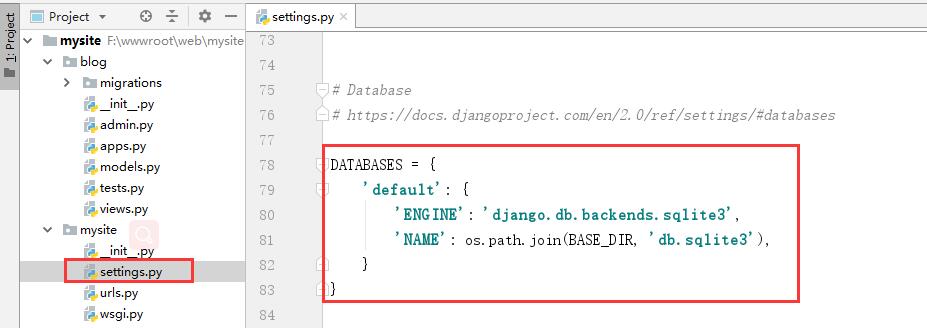 1: Project
Project
mysite F:\wwwroot\web\mysite
blog
migrations
__init__.py
admin.py
apps.py
models.py
tests.py
views.py
mysite
__init__.py
settings.py
urls.py
wsgi.py
settings.py
73
74
75 # Database
76 # https://docs.djangoproject.com/en/2.0/ref/settings/#databases
77
78 DATABASES = {
79 'default': {
80 'ENGINE': 'django.db.backends.sqlite3',
81 'NAME': os.path.join(BASE_DIR, 'db.sqlite3'),
82 }
83 }
84